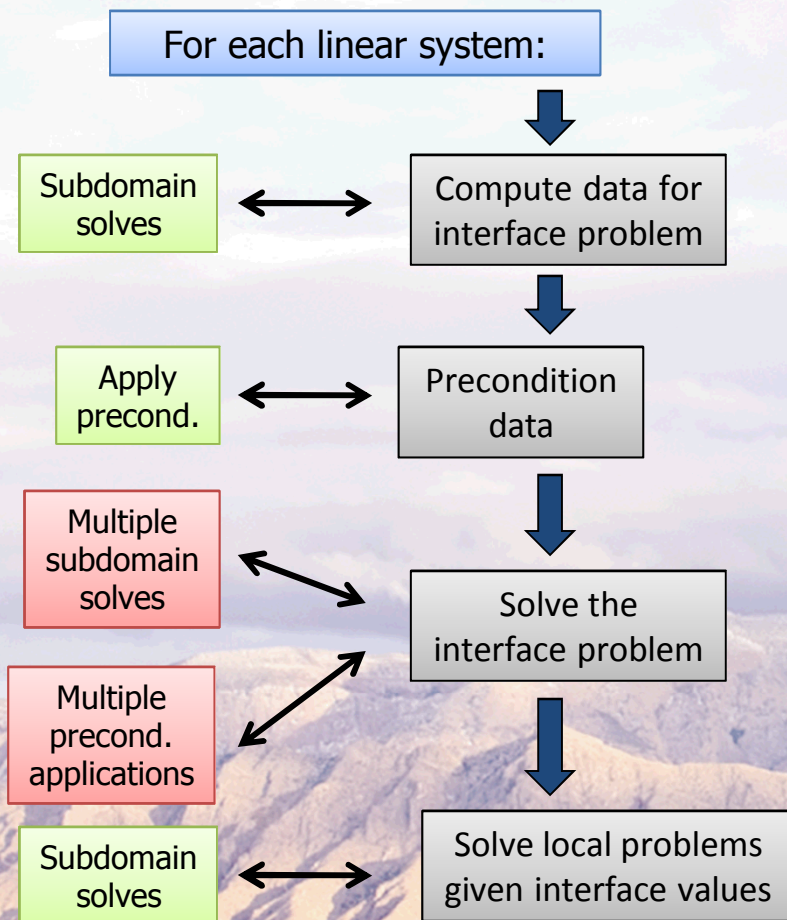 For each linear system:
Subdomain
solves
Compute data for
interface problem
Apply
precond.
Precondition
data
Multiple
subdomain
solves
Solve the
interface problem
Multiple
precond.
applications
Subdomain
solves
Solve local problems
given interface values